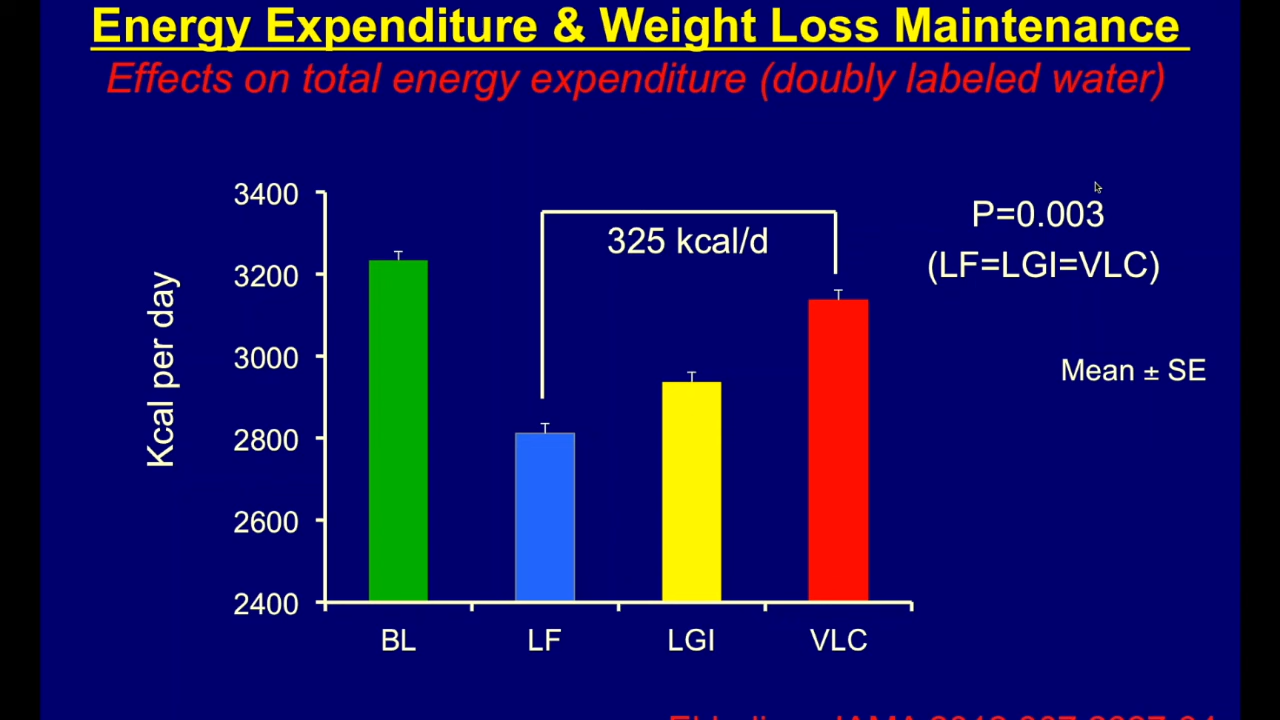 Energy Expenditure & Weight Loss Maintenance
Effects on total energy expenditure (doubly labeled water)
3400
3200
3000
2800
2600
2400
Kcal per day
325 kcal/d
P=0.003
(LF=LGI=VLC)
Mean ± SE
BL LF LGI VLC